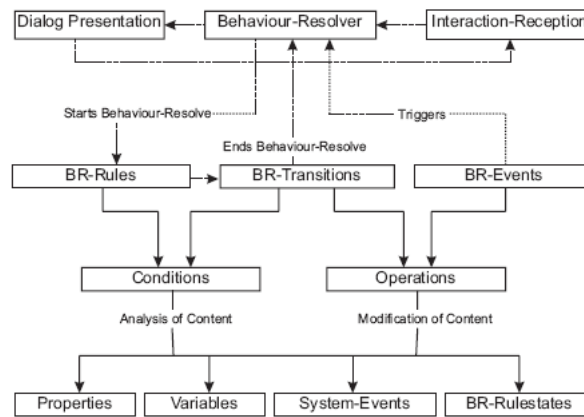 Dialog Presentation
Behaviour-Resolver
Interaction-Reception
Starts Behaviour-Resolve
Triggers
Ends Behaviour-Resolve
BR-Rules
BR-Transitions
BR-Events
Conditions
Operations
Analysis of Content
Modification of Content
Properties
Variables
System-Events
BR-Rulestates